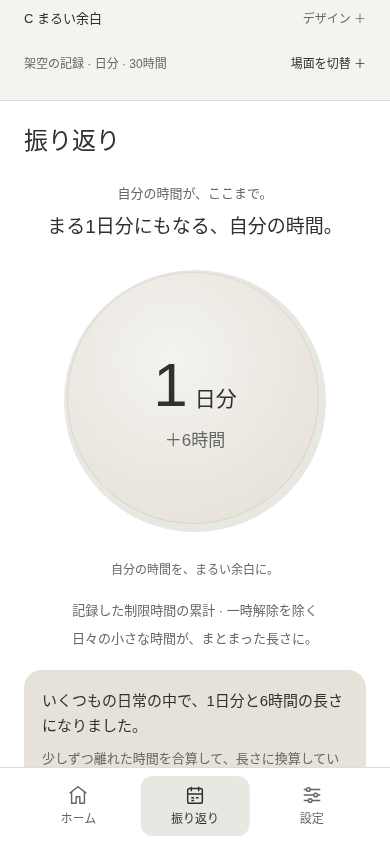 C まるい余白
デザイン ＋
架空の記録 · 日分 · 30時間
場面を切替 ＋
振り返り
自分の時間が、ここまで。
まる1日分にもなる、自分の時間。
1 日分
＋6時間
自分の時間を、まるい余白に。
記録した制限時間の累計 · 一時解除を除く
日々の小さな時間が、まとまった長さに。
いくつもの日常の中で、1日分と6時間の長さ
になりました。
少しずつ離れた時間を合算して、長さに換算してい
ホーム
振り返り
設定